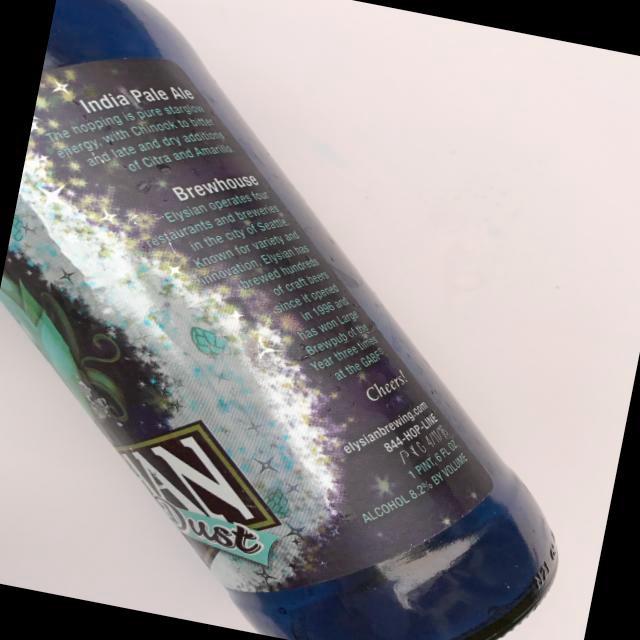 India Pale Ale
The hopping is pure
energy, with Chinook to
and late and dry additions
of Citra and Amarillo.
Brewhouse
Elysian operates four
restaurants and breweries
in the city of Seattle.
Known for variety and
innovation, Elysian has
brewed hundreds
of craft
Since it opened
in 1996 and
has won Large
Brewpub of the
Year three times
at the GABF.
Cheers!
elysianbrewing.com
844-HOP-LINE
1 PINT, 6 FL OZ.
ALCOHOL 8.2% BY VOLUME
AN
Dust